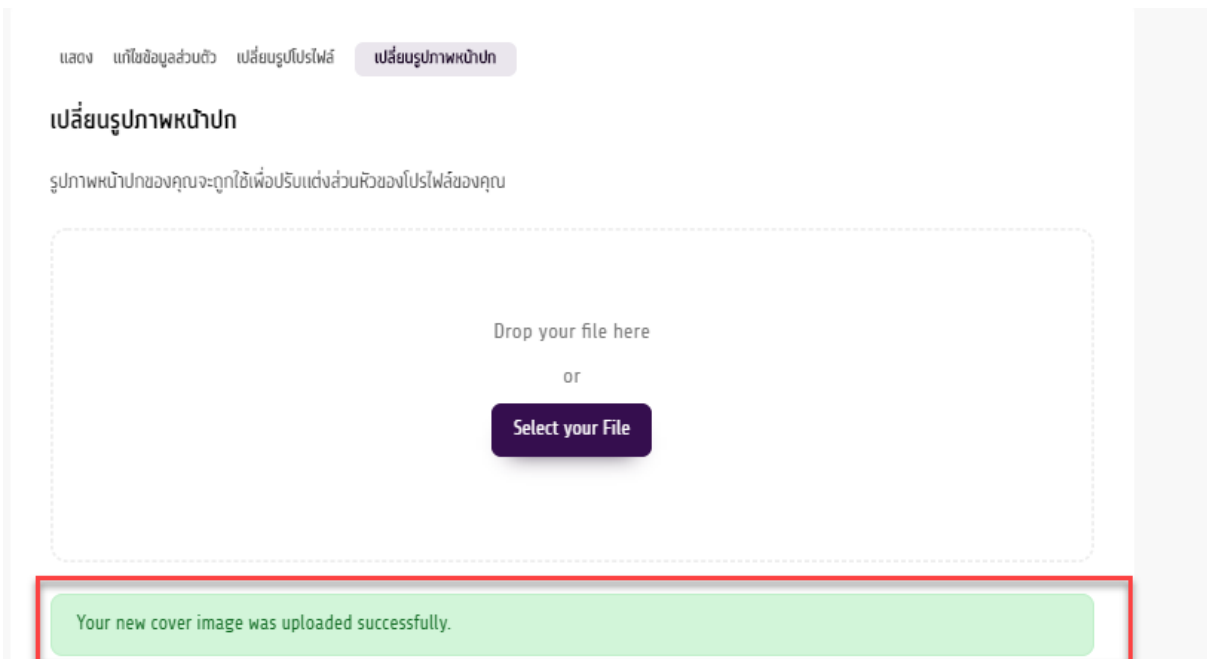 แสดง แก้ไขข้อมูลส่วนตัว เปลี่ยนรูปโปรไฟล์ เปลี่ยนรูปภาพหน้าปก
เปลี่ยนรูปภาพหน้าปก
รูปภาพหน้าปกของคุณจะถูกใช้เพื่อปรับแต่งส่วนหัวของโปรไฟล์ของคุณ
Drop your file here
or
Select your File
Your new cover image was uploaded successfully.